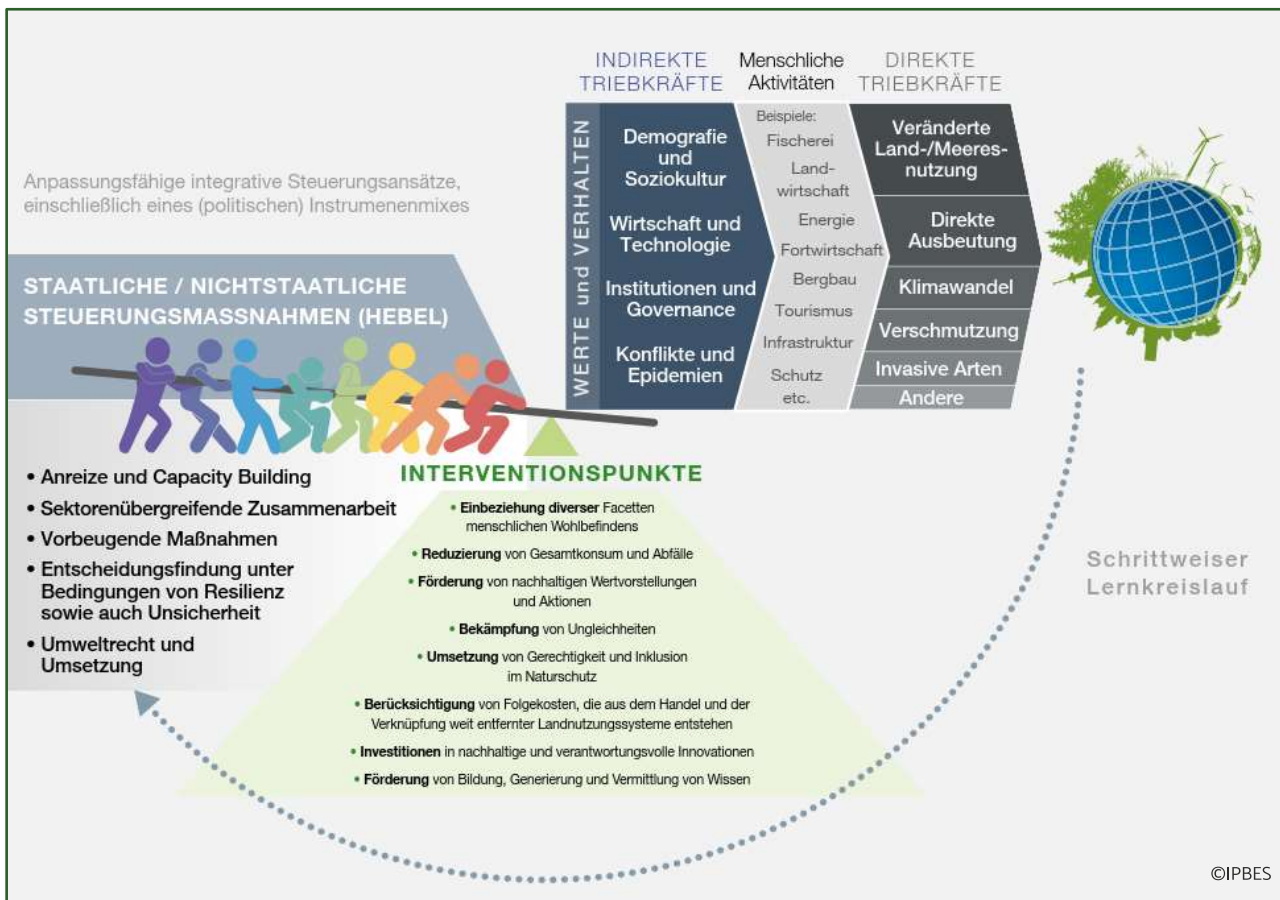 INDIREKTE
TRIEBKRÄFTE
Menschliche
Aktivitäten
DIREKTE
TRIEBKRÄFTE
WERTE und VERHALTEN
Demografie
und
Soziokultur
Wirtschaft und
Technologie
Institutionen und
Governance
Konflikte und
Epidemien
Beispiele:
Fischerei
Land-
wirtschaft
Energie
Fortwirtschaft
Bergbau
Tourismus
Infrastruktur
Schutz
etc.
Veränderte
Land-/Meeres-
nutzung
Direkte
Ausbeutung
Klimawandel
Verschmutzung
Invasive Arten
Andere
Anpassungsfähige integrative Steuerungsansätze,
einschließlich eines (politischen) Instrumenenmixes
STAATLICHE / NICHTSTAATLICHE
STEUERUNGSMASSNAHMEN (HEBEL)
• Anreize und Capacity Building
• Sektorenübergreifende Zusammenarbeit
• Vorbeugende Maßnahmen
• Entscheidungsfindung unter
Bedingungen von Resilienz
sowie auch Unsicherheit
• Umweltrecht und
Umsetzung
INTERVENTIONSPUNKTE
• Einbeziehung diverser Facetten
menschlichen Wohlbefindens
• Reduzierung von Gesamtkonsum und Abfälle
• Förderung von nachhaltigen Wertvorstellungen
und Aktionen
• Bekämpfung von Ungleichheiten
• Umsetzung von Gerechtigkeit und Inklusion
im Naturschutz
• Berücksichtigung von Folgekosten, die aus dem Handel und der
Verknüpfung weit entfernter Landnutzungssysteme entstehen
• Investitionen in nachhaltige und verantwortungsvolle Innovationen
• Förderung von Bildung, Generierung und Vermittlung von Wissen
Schrittweiser
Lernkreislauf
©IPBES